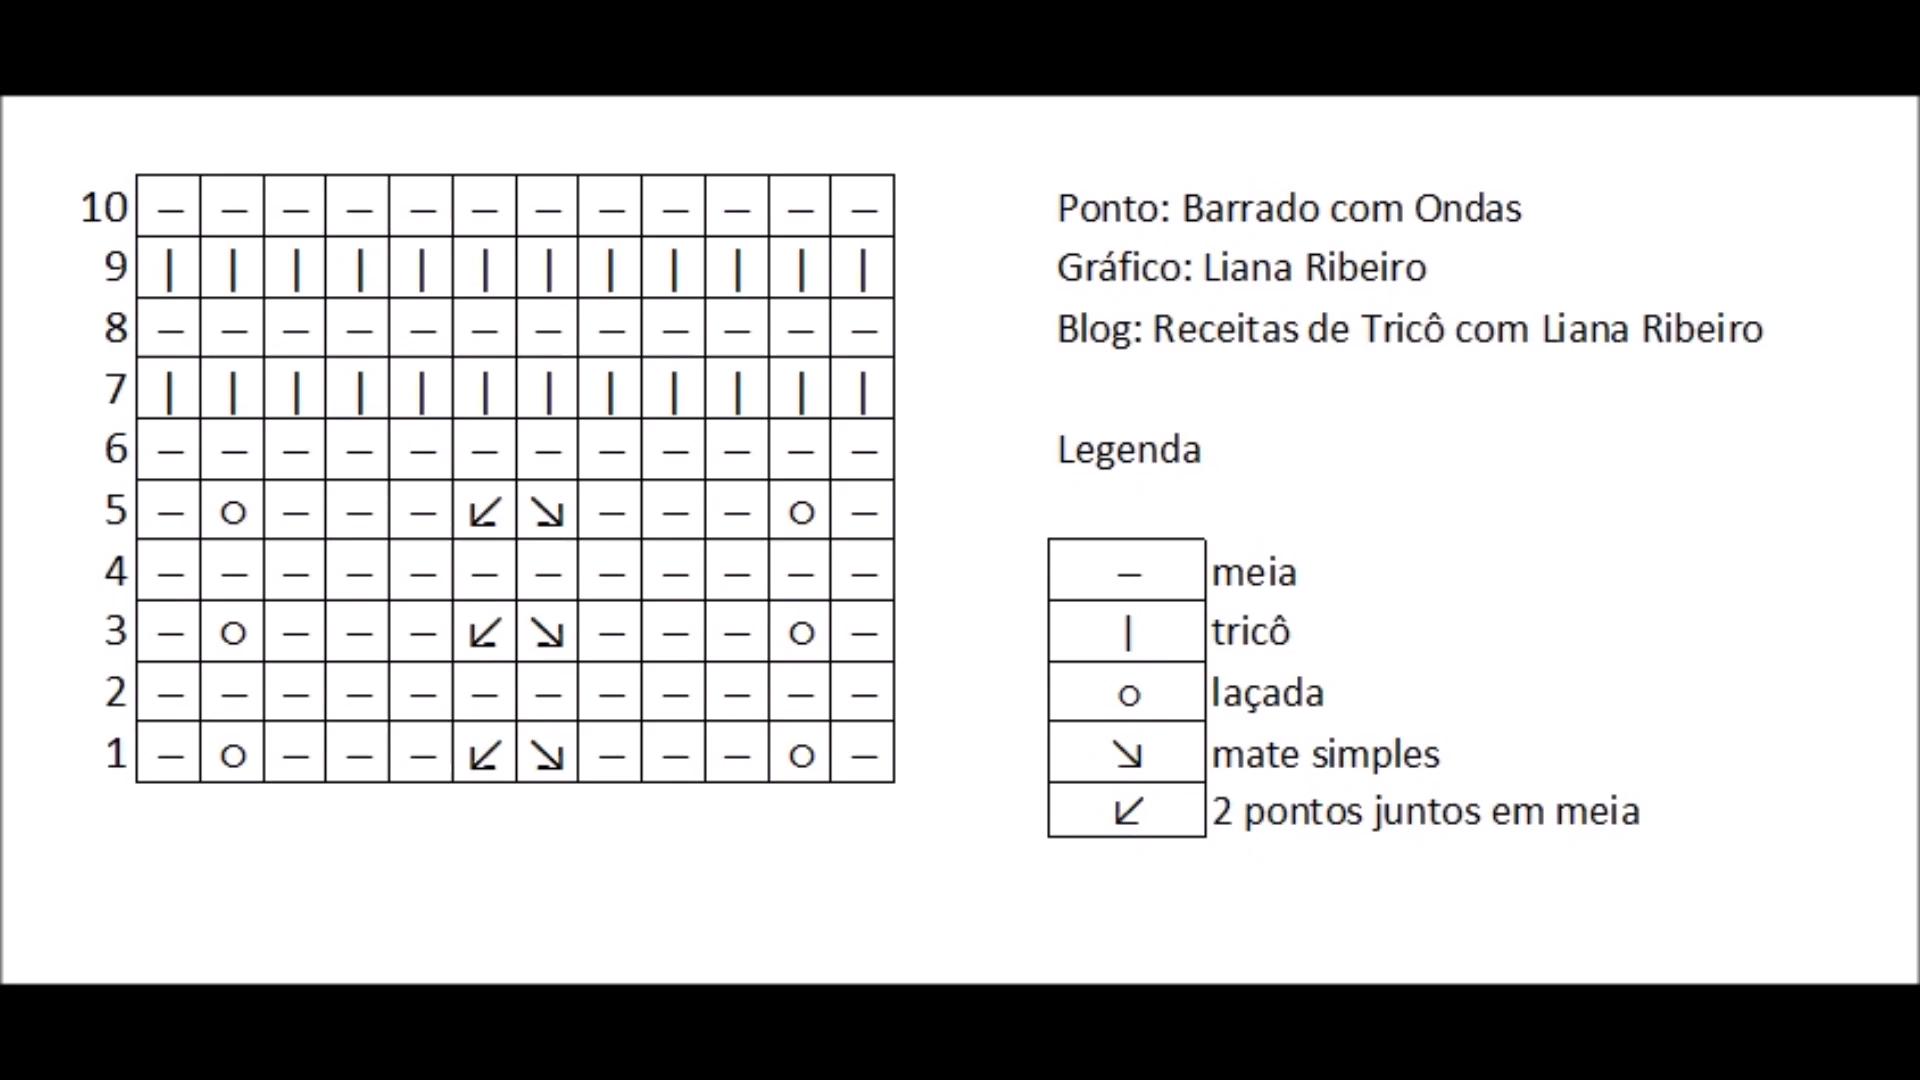 10 – – – – – – – – – – – –
9 | | | | | | | | | | | |
8 – – – – – – – – – – – –
7 | | | | | | | | | | | |
6 – – – – – – – – – – – –
5 – o – – – ↙ ↘ – – – o –
4 – – – – – – – – – – – –
3 – o – – – ↙ ↘ – – – o –
2 – – – – – – – – – – – –
1 – o – – – ↙ ↘ – – – o –
Ponto: Barrado com Ondas
Gráfico: Liana Ribeiro
Blog: Receitas de Tricô com Liana Ribeiro
Legenda
– meia
| tricô
o laçada
↘ mate simples
↙ 2 pontos juntos em meia